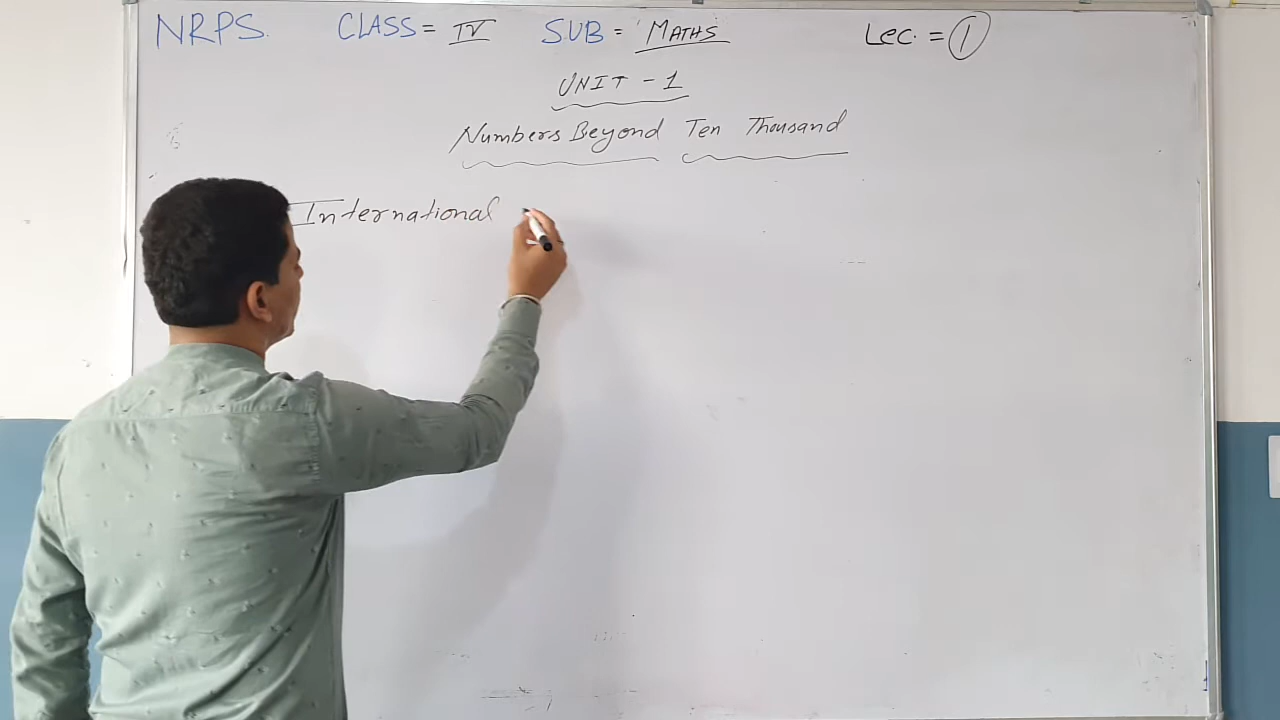 NRPS. CLASS = IV SUB = MATHS Lec. = 1
UNIT - 1
Numbers Beyond Ten Thousand
International